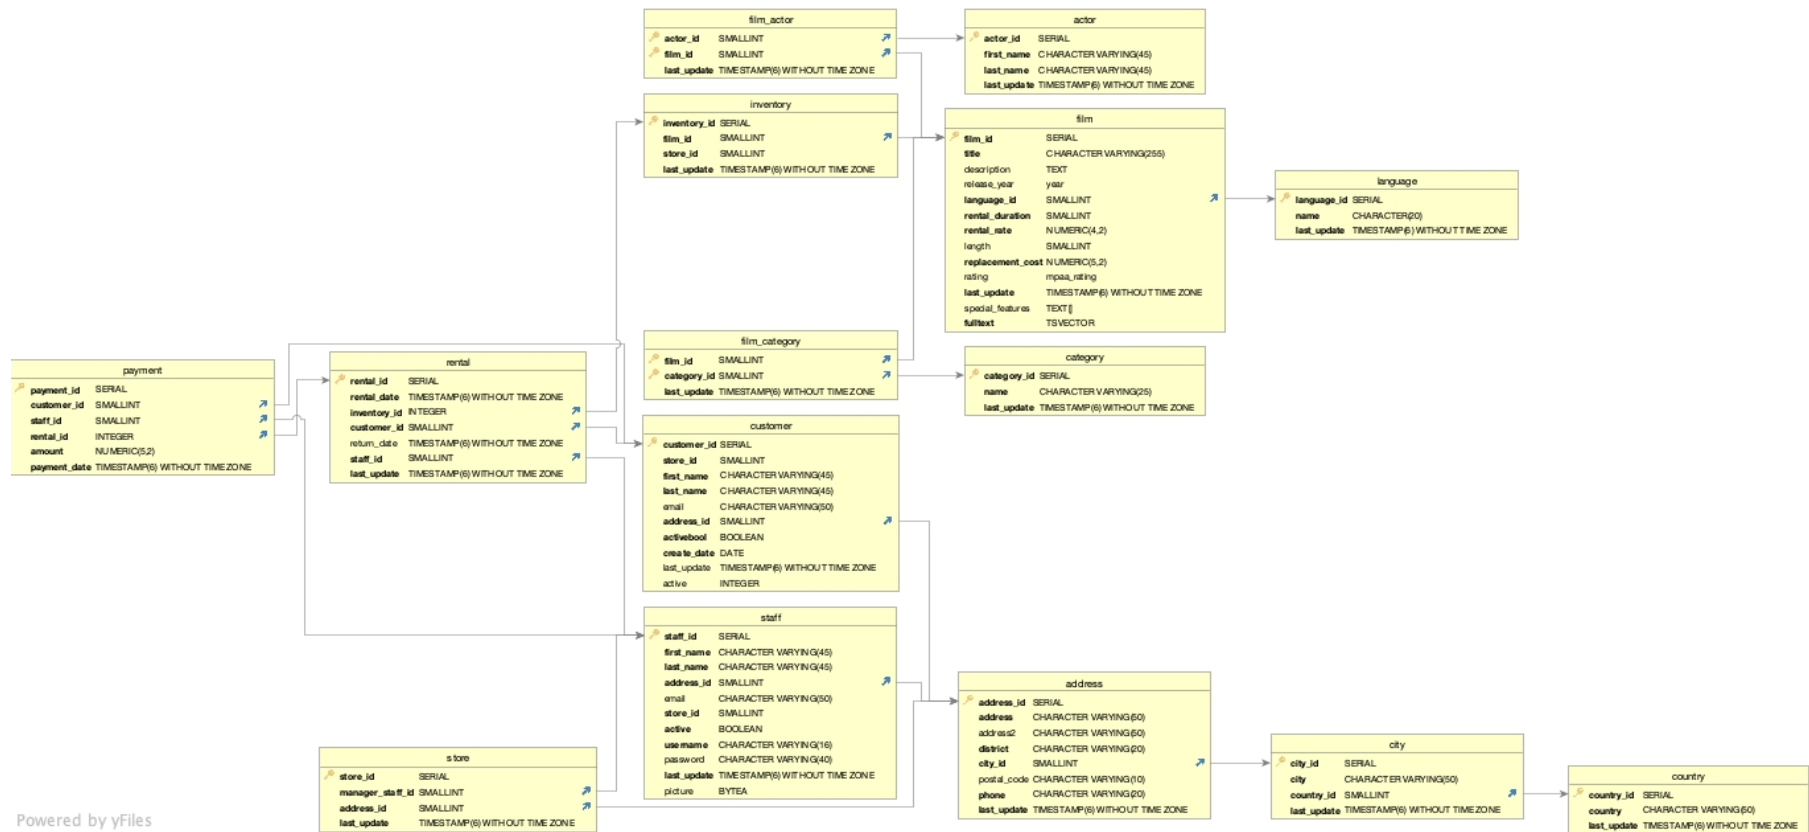 film_actor
actor_id SMALLINT
film_id SMALLINT
last_update TIMESTAMP(6) WITHOUT TIME ZONE
actor
actor_id SERIAL
first_name CHARACTER VARYING(45)
last_name CHARACTER VARYING(45)
last_update TIMESTAMP(6) WITHOUT TIME ZONE
inventory
inventory_id SERIAL
film_id SMALLINT
store_id SMALLINT
last_update TIMESTAMP(6) WITHOUT TIME ZONE
film
film_id SERIAL
title CHARACTER VARYING(255)
description TEXT
release_year year
language_id SMALLINT
rental_duration SMALLINT
rental_rate NUMERIC(4,2)
length SMALLINT
replacement_cost NUMERIC(5,2)
rating mpaa_rating
last_update TIMESTAMP(6) WITHOUT TIME ZONE
special_features TEXT[]
fulltext TSVECTOR
language
language_id SERIAL
name CHARACTER(20)
last_update TIMESTAMP(6) WITHOUT TIME ZONE
payment
payment_id SERIAL
customer_id SMALLINT
staff_id SMALLINT
rental_id INTEGER
amount NUMERIC(5,2)
payment_date TIMESTAMP(6) WITHOUT TIME ZONE
rental
rental_id SERIAL
rental_date TIMESTAMP(6) WITHOUT TIME ZONE
inventory_id INTEGER
customer_id SMALLINT
return_date TIMESTAMP(6) WITHOUT TIME ZONE
staff_id SMALLINT
last_update TIMESTAMP(6) WITHOUT TIME ZONE
film_category
film_id SMALLINT
category_id SMALLINT
last_update TIMESTAMP(6) WITHOUT TIME ZONE
category
category_id SERIAL
name CHARACTER VARYING(25)
last_update TIMESTAMP(6) WITHOUT TIME ZONE
customer
customer_id SERIAL
store_id SMALLINT
first_name CHARACTER VARYING(45)
last_name CHARACTER VARYING(45)
email CHARACTER VARYING(50)
address_id SMALLINT
activebool BOOLEAN
create_date DATE
last_update TIMESTAMP(6) WITHOUT TIME ZONE
active INTEGER
staff
staff_id SERIAL
first_name CHARACTER VARYING(45)
last_name CHARACTER VARYING(45)
address_id SMALLINT
email CHARACTER VARYING(50)
store_id SMALLINT
active BOOLEAN
username CHARACTER VARYING(16)
password CHARACTER VARYING(40)
last_update TIMESTAMP(6) WITHOUT TIME ZONE
picture BYTEA
store
store_id SERIAL
manager_staff_id SMALLINT
address_id SMALLINT
last_update TIMESTAMP(6) WITHOUT TIME ZONE
address
address_id SERIAL
address CHARACTER VARYING(50)
address2 CHARACTER VARYING(50)
district CHARACTER VARYING(20)
city_id SMALLINT
postal_code CHARACTER VARYING(10)
phone CHARACTER VARYING(20)
last_update TIMESTAMP(6) WITHOUT TIME ZONE
city
city_id SERIAL
city CHARACTER VARYING(50)
country_id SMALLINT
last_update TIMESTAMP(6) WITHOUT TIME ZONE
country
country_id SERIAL
country CHARACTER VARYING(50)
last_update TIMESTAMP(6) WITHOUT TIME ZONE
Powered by yFiles